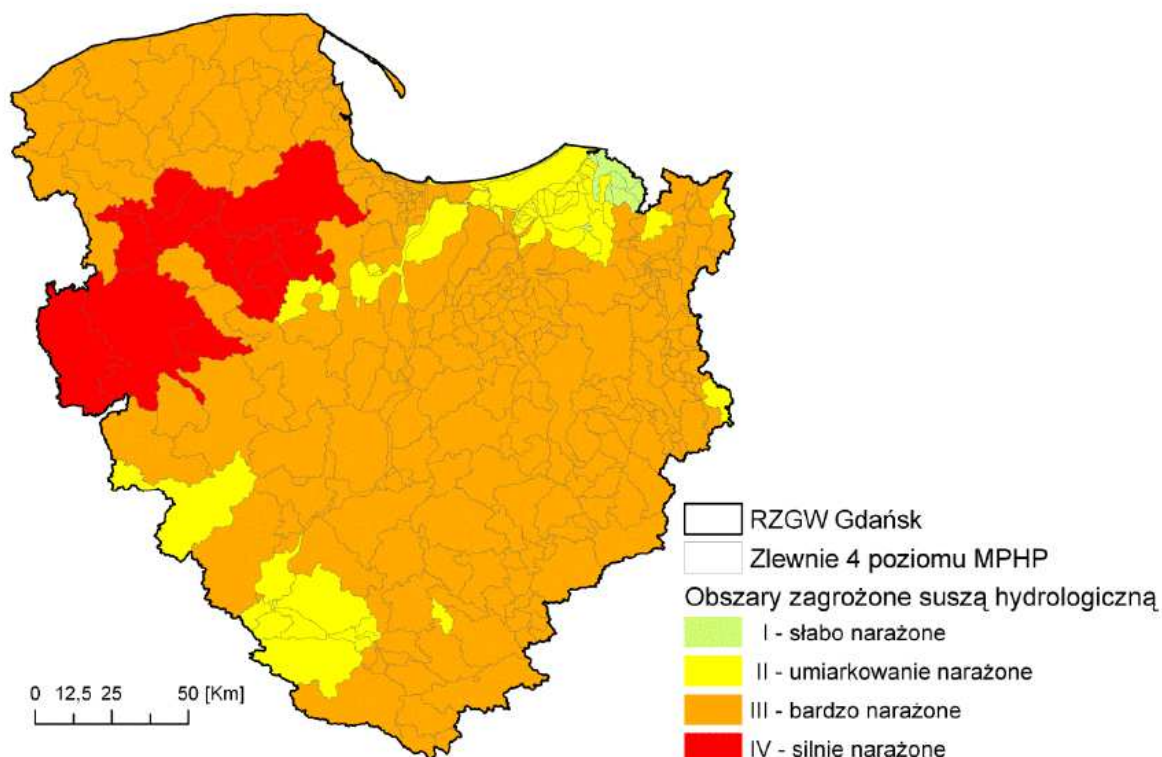 RZGW Gdańsk
Zlewnie 4 poziomu MPHP
Obszary zagrożone suszą hydrologiczną
I - słabo narażone
II - umiarkowanie narażone
III - bardzo narażone
IV - silnie narażone
0 12,5 25 50 [Km]